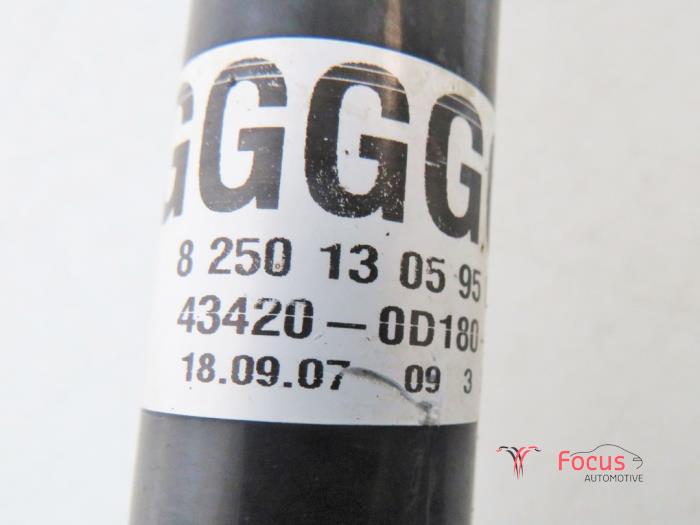 GGGG
8 250 13 05 95
43420-0D180-
18.09.07 09 3
Focus
AUTOMOTIVE